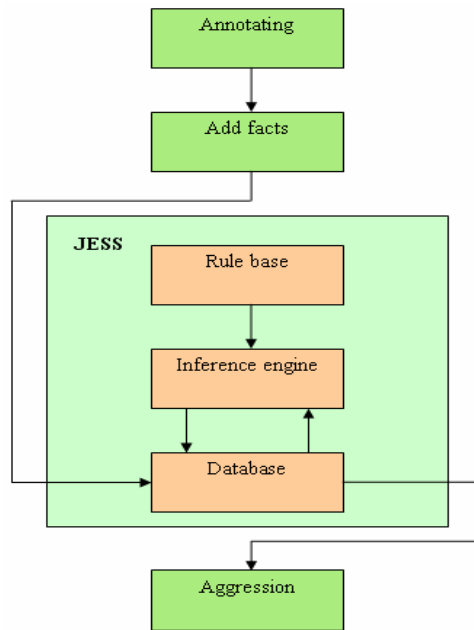 Annotating
Add facts
JESS
Rule base
Inference engine
Database
Aggression